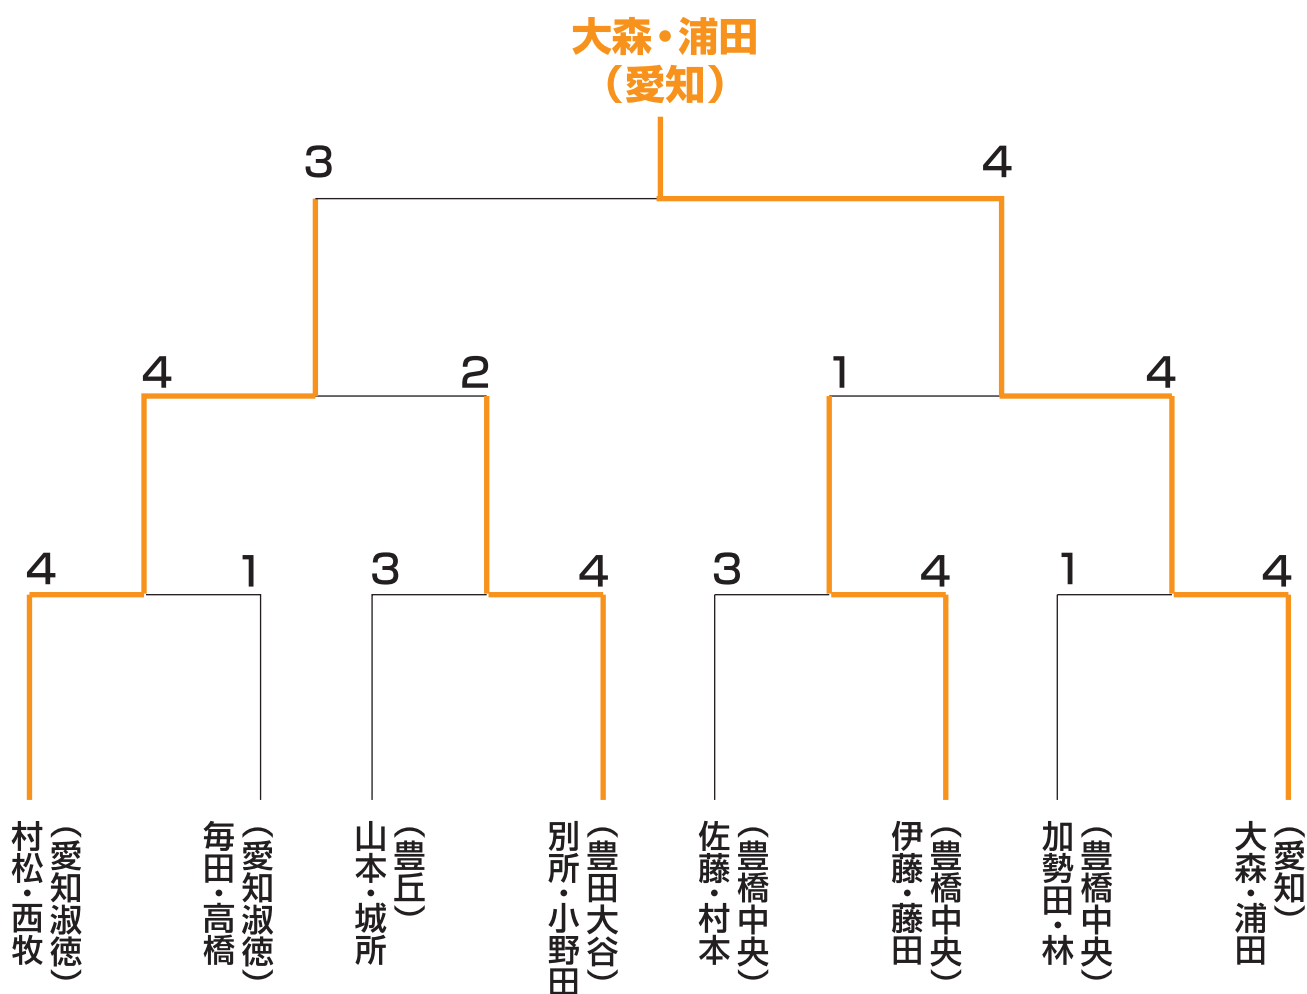 大森・浦田
（愛知）
3
4
4
2
1
4
4
1
3
4
3
4
1
4
村松・西牧
（愛知淑徳）
毎田・高橋
（愛知淑徳）
山本・城所
（豊丘）
別所・小野田
（豊田大谷）
佐藤・村本
（豊橋中央）
伊藤・藤田
（豊橋中央）
加勢田・林
（豊橋中央）
大森・浦田
（愛知）